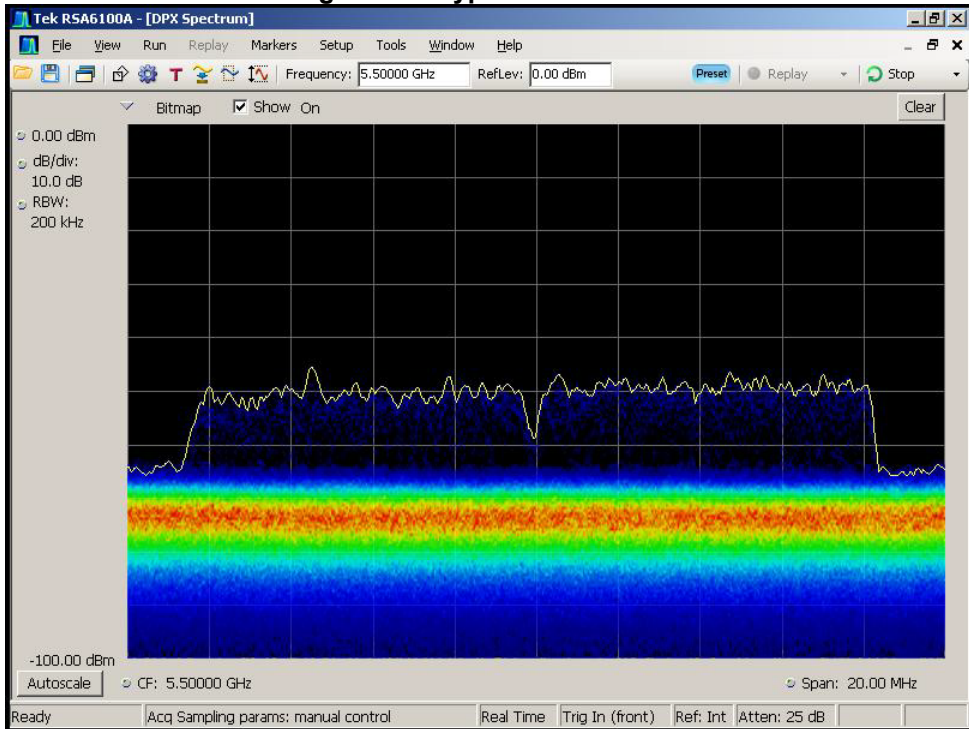 Tek RSA6100A - [DPX Spectrum]
File View Run Replay Markers Setup Tools Window Help
T Frequency: 5.50000 GHz RefLev: 0.00 dBm Preset Replay Stop
Bitmap Show On Clear
0.00 dBm
dB/div:
10.0 dB
RBW:
200 kHz
-100.00 dBm
Autoscale CF: 5.50000 GHz Span: 20.00 MHz
Ready Acq Sampling params: manual control Real Time Trig In (front) Ref: Int Atten: 25 dB